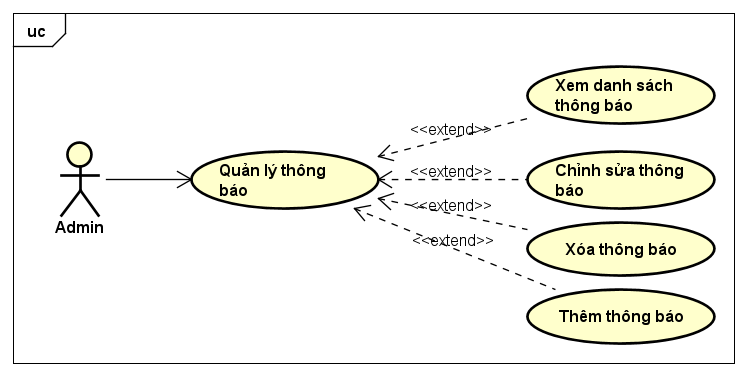 uc
Xem danh sách
thông báo
<<extend>>
Quản lý thông
báo
<<extend>>
Chỉnh sửa thông
báo
<<extend>>
Admin
<<extend>>
Xóa thông báo
Thêm thông báo